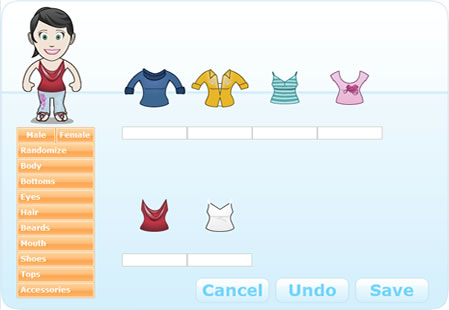 Male Female
Randomize
Body
Bottoms
Eyes
Hair
Beards
Mouth
Shoes
Tops
Accessories
Cancel Undo Save